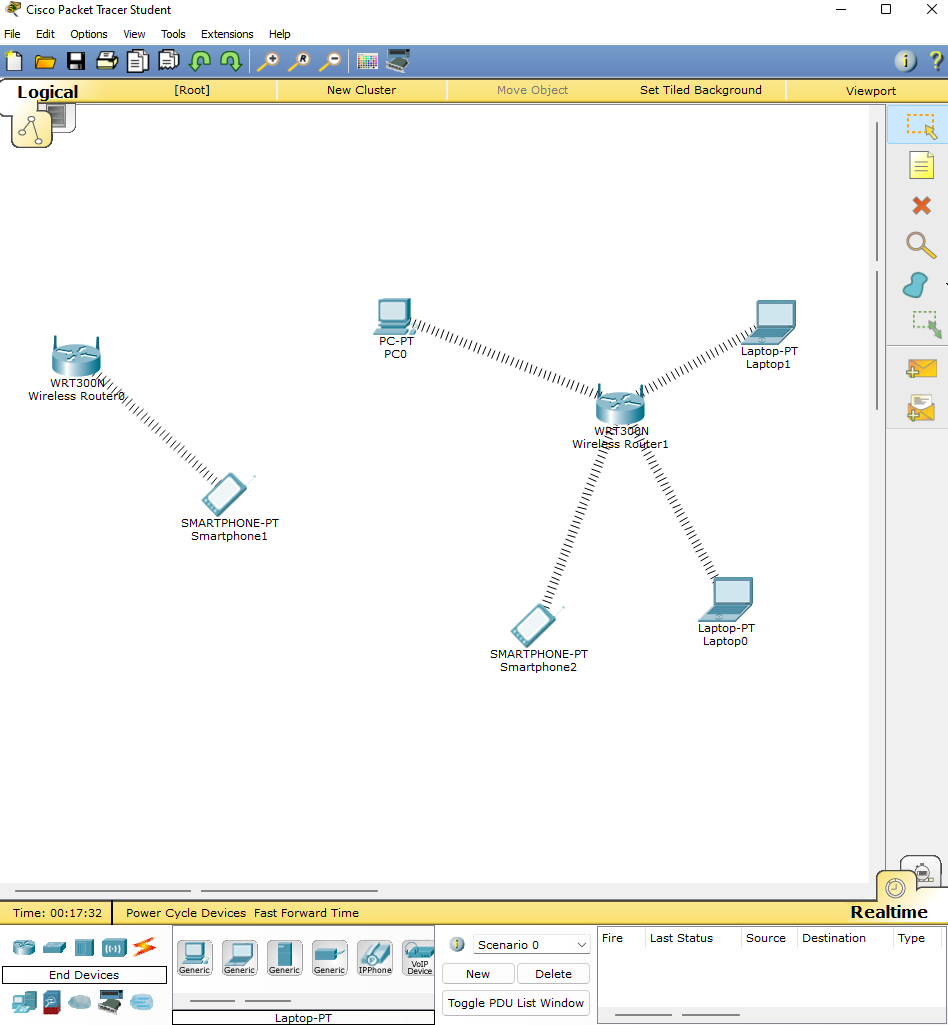 Cisco Packet Tracer Student
File Edit Options View Tools Extensions Help
Logical [Root] New Cluster Move Object Set Tiled Background Viewport
PC-PT
PC0
Laptop-PT
Laptop1
WRT300N
Wireless Router0
WRT300N
Wireless Router1
SMARTPHONE-PT
Smartphone1
Laptop-PT
Laptop0
SMARTPHONE-PT
Smartphone2
Realtime
Time: 00:17:32 Power Cycle Devices Fast Forward Time
End Devices
Generic Generic Generic Generic IPPhone VoIP Device
Laptop-PT
Scenario 0
New Delete
Toggle PDU List Window
Fire Last Status Source Destination Type